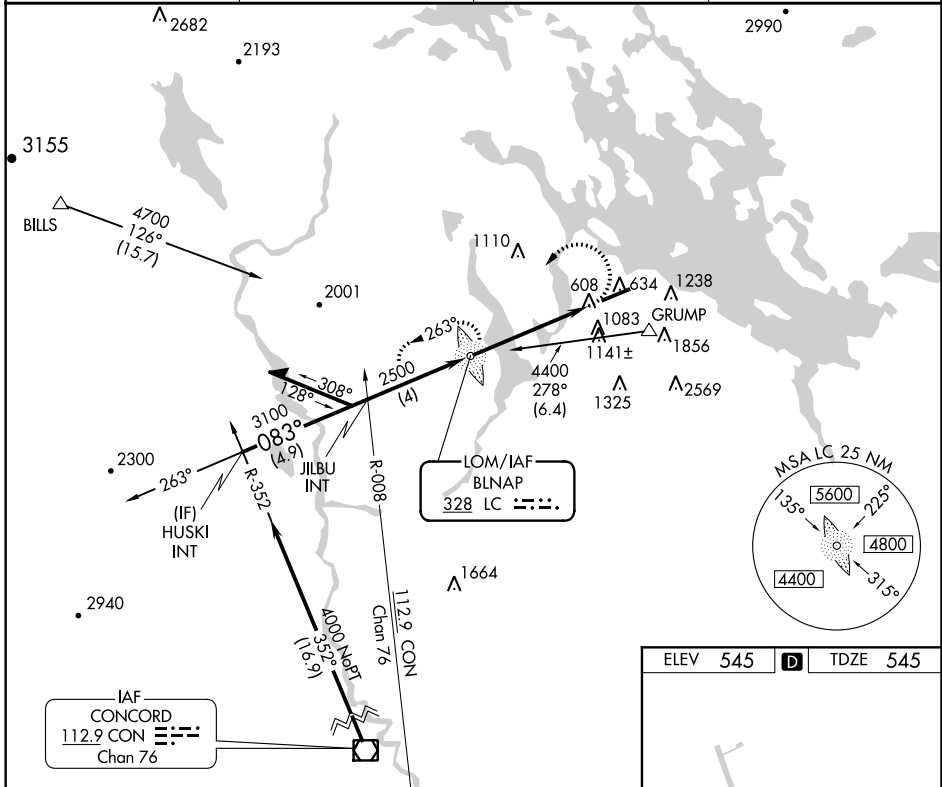 2682
2193
2990
3155
BILLS
4700
126°
(15.7)
1110
2001
608
634
1238
1083
GRUMP
1141±
1856
263°
4400
278°
(6.4)
1325
2569
2500
(4)
308°
128°
3100
083°
(4.9)
JILBU
INT
2300
263°
R-352
(IF)
HUSKI
INT
R-008
LOM/IAF
BLNAP
328 LC
MSA LC 25 NM
5600
135°
225°
4800
4400
315°
1664
2940
112.9 CON
Chan 76
4000 NoPT
352°
(16.9)
IAF
CONCORD
112.9 CON
Chan 76
ELEV 545 D TDZE 545